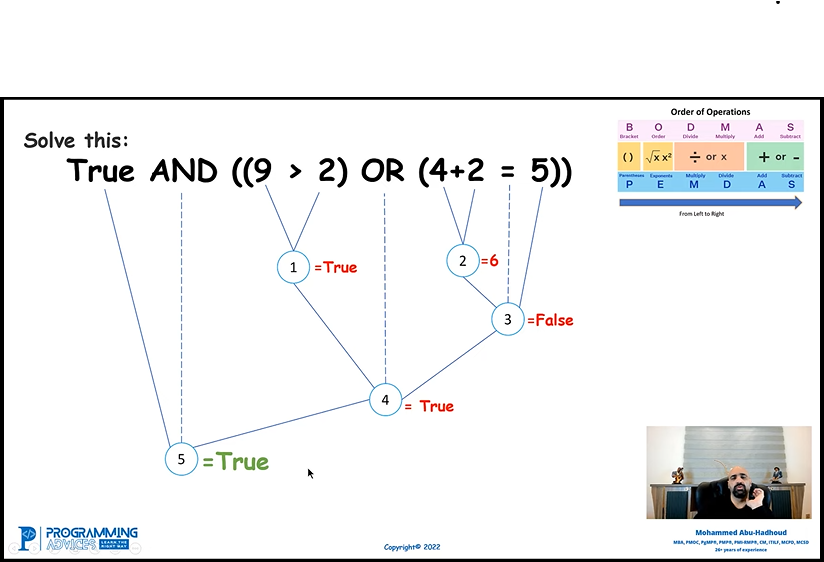 Order of Operations
B O D M A S
Bracket Order Divide Multiply Add Subtract
( ) √x x² ÷ or x + or -
Parentheses Exponents Multiply Divide Add Subtract
P E M D A S
From Left to Right
Solve this:
True AND ((9 > 2) OR (4+2 = 5))
1 =True
2 =6
3 =False
4 = True
5 =True
PROGRAMMING
ADVICES LEARN THE
RIGHT WAY
Copyright© 2022
Mohammed Abu-Hadhoud
MBA, PMOC, PgMP®, PMP®, PMI-RMP®, CM, ITILF, MCPD, MCSD
26+ years of experience